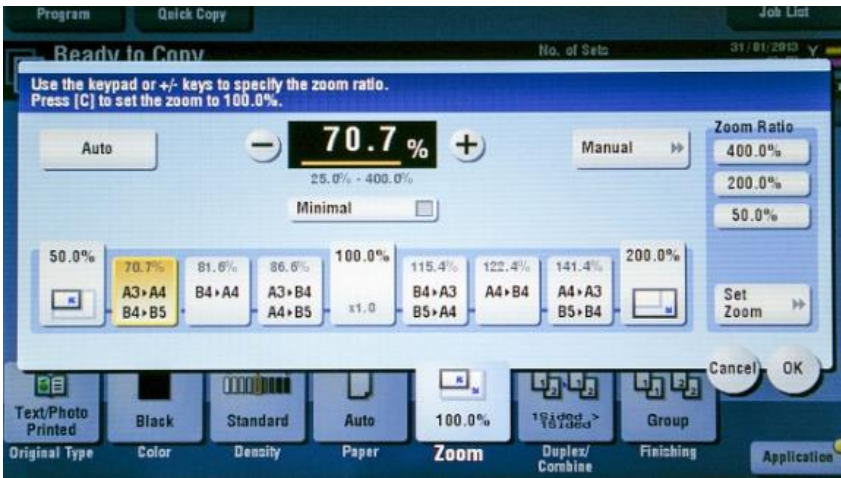 Program
Quick Copy
Job List
Ready to Copy
No. of Sets
31/01/2013
Y
Use the keypad or +/- keys to specify the zoom ratio.
Press [C] to set the zoom to 100.0%.
Auto
− 70.7 % +
25.0% - 400.0%
Minimal
Manual
Zoom Ratio
400.0%
200.0%
50.0%
Set
Zoom
50.0%
70.7%
A3▸A4
B4▸B5
81.6%
B4▸A4
86.6%
A3▸B4
A4▸B5
100.0%
x1.0
115.4%
B4▸A3
B5▸A4
122.4%
A4▸B4
141.4%
A4▸A3
B5▸B4
200.0%
Cancel
OK
Text/Photo
Printed
Original Type
Black
Color
Standard
Density
Auto
Paper
100.0%
Zoom
1 2 1 2
1Sided >
1Sided
Duplex/
Combine
Group
Finishing
Application